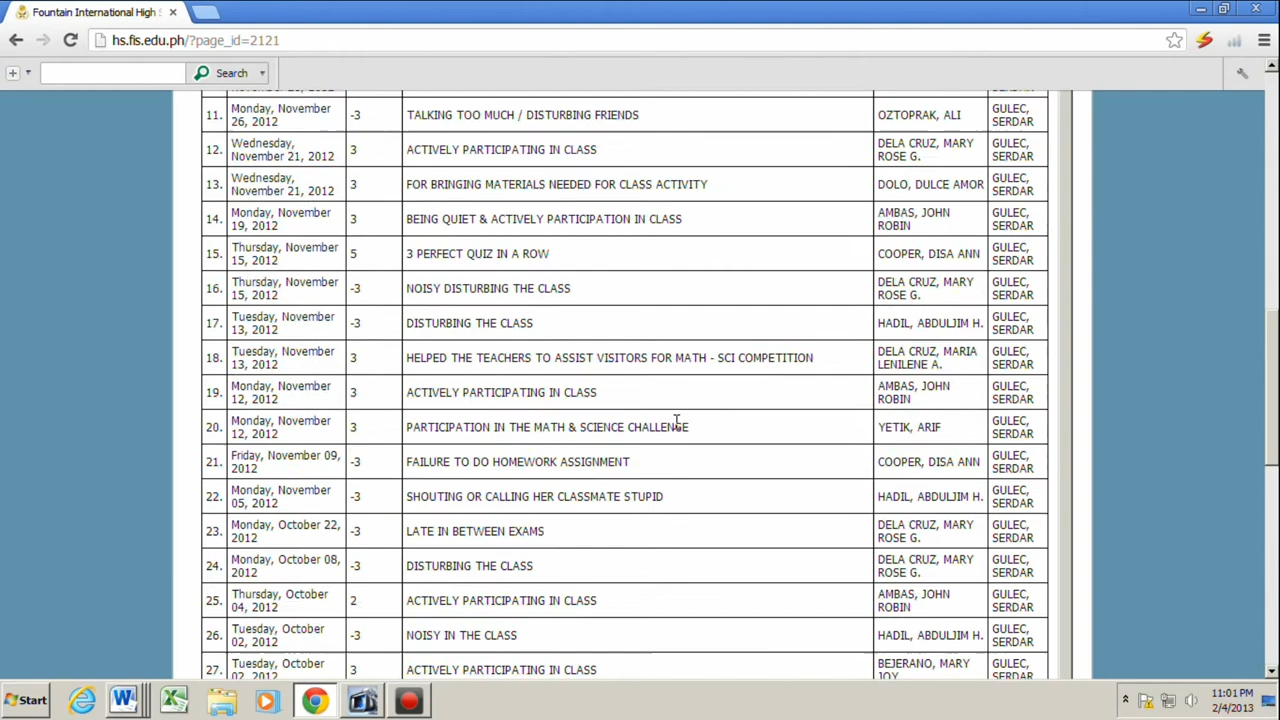 Fountain International High
hs.fis.edu.ph/?page_id=2121
Search
11. Monday, November 26, 2012 -3 TALKING TOO MUCH / DISTURBING FRIENDS OZTOPRAK, ALI GULEC, SERDAR
12. Wednesday, November 21, 2012 3 ACTIVELY PARTICIPATING IN CLASS DELA CRUZ, MARY ROSE G. GULEC, SERDAR
13. Wednesday, November 21, 2012 3 FOR BRINGING MATERIALS NEEDED FOR CLASS ACTIVITY DOLO, DULCE AMOR GULEC, SERDAR
14. Monday, November 19, 2012 3 BEING QUIET & ACTIVELY PARTICIPATION IN CLASS AMBAS, JOHN ROBIN GULEC, SERDAR
15. Thursday, November 15, 2012 5 3 PERFECT QUIZ IN A ROW COOPER, DISA ANN GULEC, SERDAR
16. Thursday, November 15, 2012 -3 NOISY DISTURBING THE CLASS DELA CRUZ, MARY ROSE G. GULEC, SERDAR
17. Tuesday, November 13, 2012 -3 DISTURBING THE CLASS HADIL, ABDULJIM H. GULEC, SERDAR
18. Tuesday, November 13, 2012 3 HELPED THE TEACHERS TO ASSIST VISITORS FOR MATH - SCI COMPETITION DELA CRUZ, MARIA LENILENE A. GULEC, SERDAR
19. Monday, November 12, 2012 3 ACTIVELY PARTICIPATING IN CLASS AMBAS, JOHN ROBIN GULEC, SERDAR
20. Monday, November 12, 2012 3 PARTICIPATION IN THE MATH & SCIENCE CHALLENGE YETIK, ARIF GULEC, SERDAR
21. Friday, November 09, 2012 -3 FAILURE TO DO HOMEWORK ASSIGNMENT COOPER, DISA ANN GULEC, SERDAR
22. Monday, November 05, 2012 -3 SHOUTING OR CALLING HER CLASSMATE STUPID HADIL, ABDULJIM H. GULEC, SERDAR
23. Monday, October 22, 2012 -3 LATE IN BETWEEN EXAMS DELA CRUZ, MARY ROSE G. GULEC, SERDAR
24. Monday, October 08, 2012 -3 DISTURBING THE CLASS DELA CRUZ, MARY ROSE G. GULEC, SERDAR
25. Thursday, October 04, 2012 2 ACTIVELY PARTICIPATING IN CLASS AMBAS, JOHN ROBIN GULEC, SERDAR
26. Tuesday, October 02, 2012 -3 NOISY IN THE CLASS HADIL, ABDULJIM H. GULEC, SERDAR
27. Tuesday, October 02, 2012 3 ACTIVELY PARTICIPATING IN CLASS BEJERANO, MARY JOY GULEC, SERDAR
Start
11:01 PM
2/4/2013